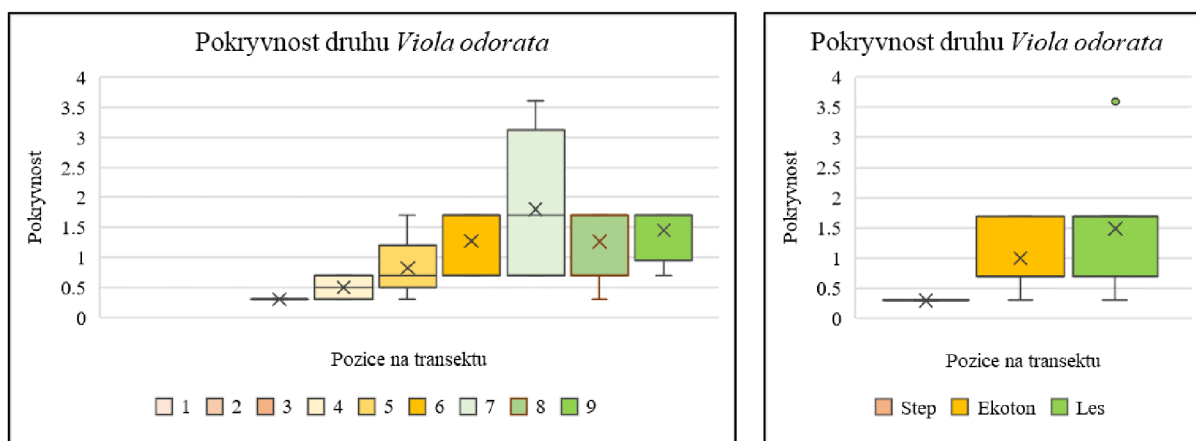 Pokryvnost druhu Viola odorata
Pokryvnost
4
3.5
3
2.5
2
1.5
1
0.5
0
Pozice na transektu
1 2 3 4 5 6 7 8 9
Pokryvnost druhu Viola odorata
Pokryvnost
4
3.5
3
2.5
2
1.5
1
0.5
0
Pozice na transektu
Step Ekoton Les